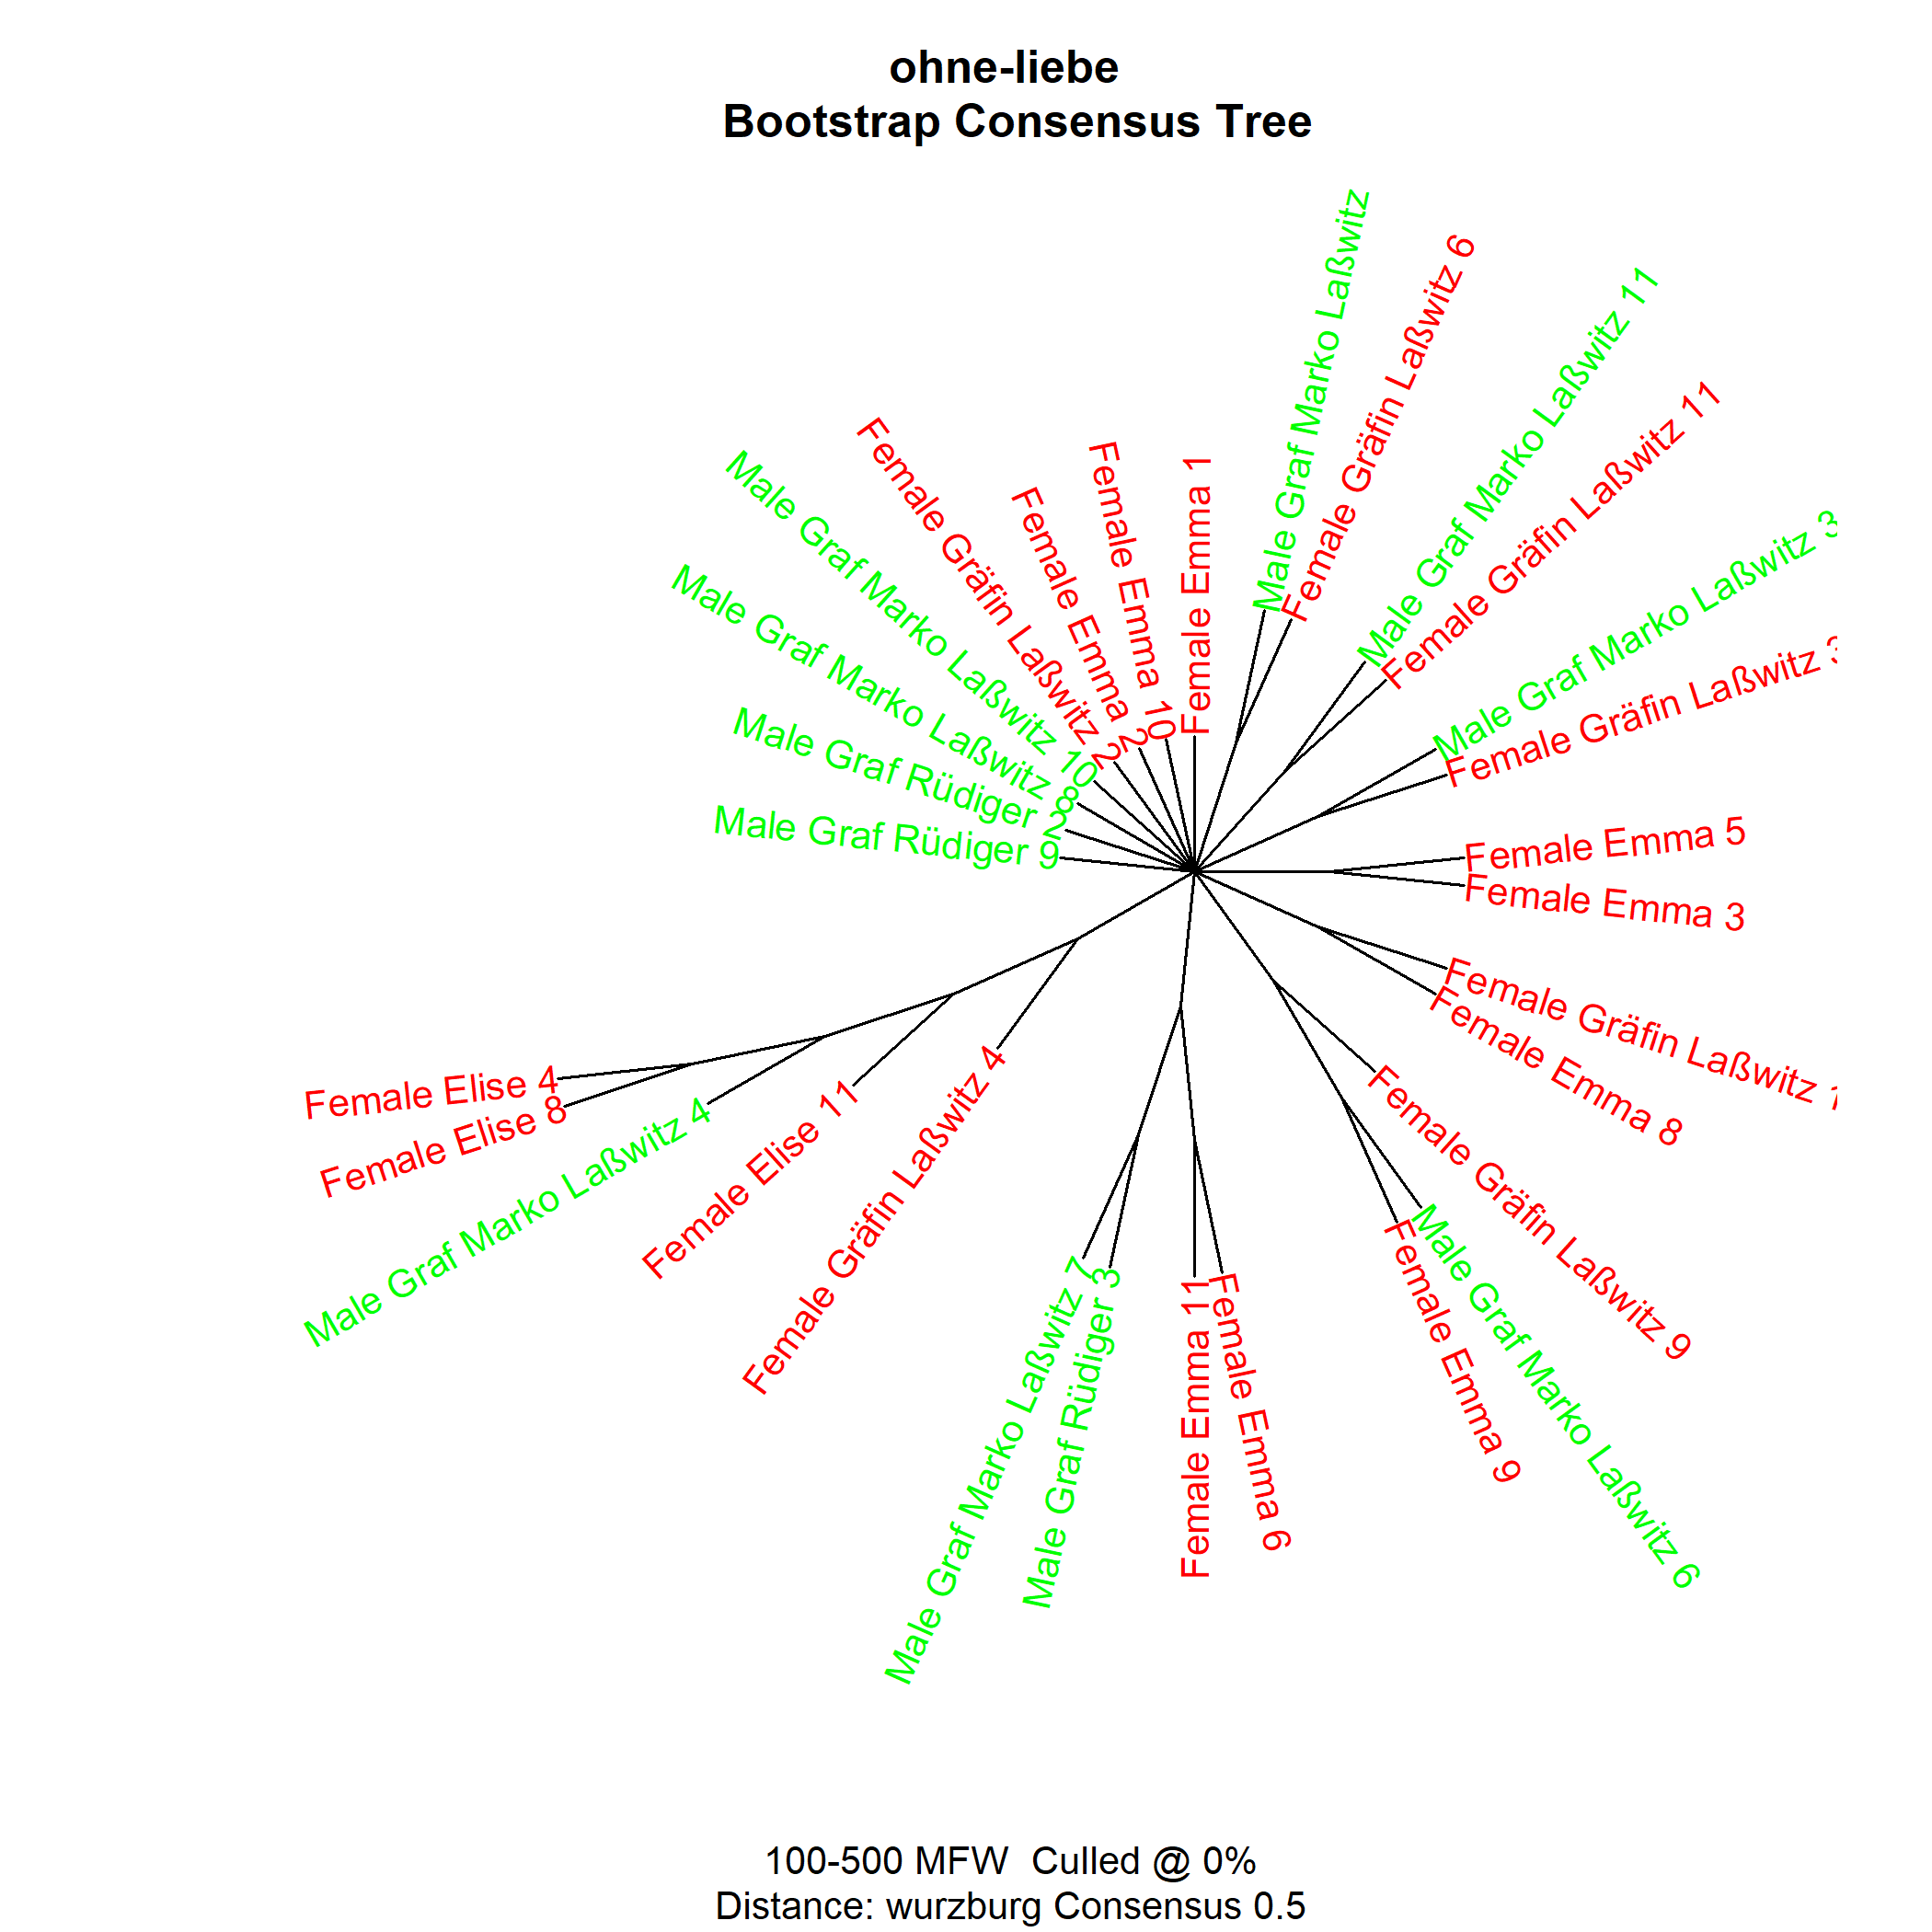 ohne-liebe
Bootstrap Consensus Tree
Male Graf Marko Laßwitz
Female Gräfin Laßwitz 6
Male Graf Marko Laßwitz 11
Female Gräfin Laßwitz 11
Male Graf Marko Laßwitz 3
Female Gräfin Laßwitz 3
Female Emma 5
Female Emma 3
Female Gräfin Laßwitz 1
Female Emma 8
Female Gräfin Laßwitz 9
Male Graf Marko Laßwitz 6
Female Emma 9
Female Emma 6
Female Emma 11
Male Graf Rüdiger 3
Male Graf Marko Laßwitz 7
Female Gräfin Laßwitz 4
Female Elise 11
Male Graf Marko Laßwitz 4
Female Elise 8
Female Elise 4
Male Graf Rüdiger 9
Male Graf Rüdiger 2
Male Graf Marko Laßwitz 8
Male Graf Marko Laßwitz 10
Female Gräfin Laßwitz 2
Female Emma 2
Female Emma 10
Female Emma 1
100-500 MFW  Culled @ 0%
Distance: wurzburg Consensus 0.5